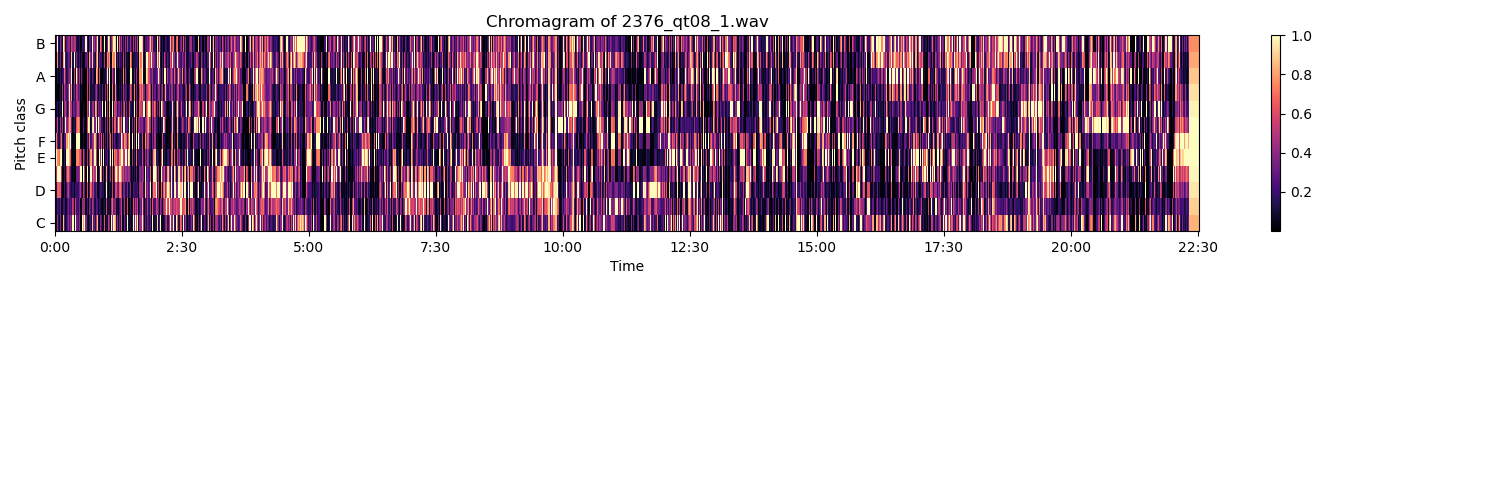 Chromagram of 2376_qt08_1.wav
Pitch class
B
A
G
F
E
D
C
0:00 2:30 5:00 7:30 10:00 12:30 15:00 17:30 20:00 22:30
Time
1.0
0.8
0.6
0.4
0.2